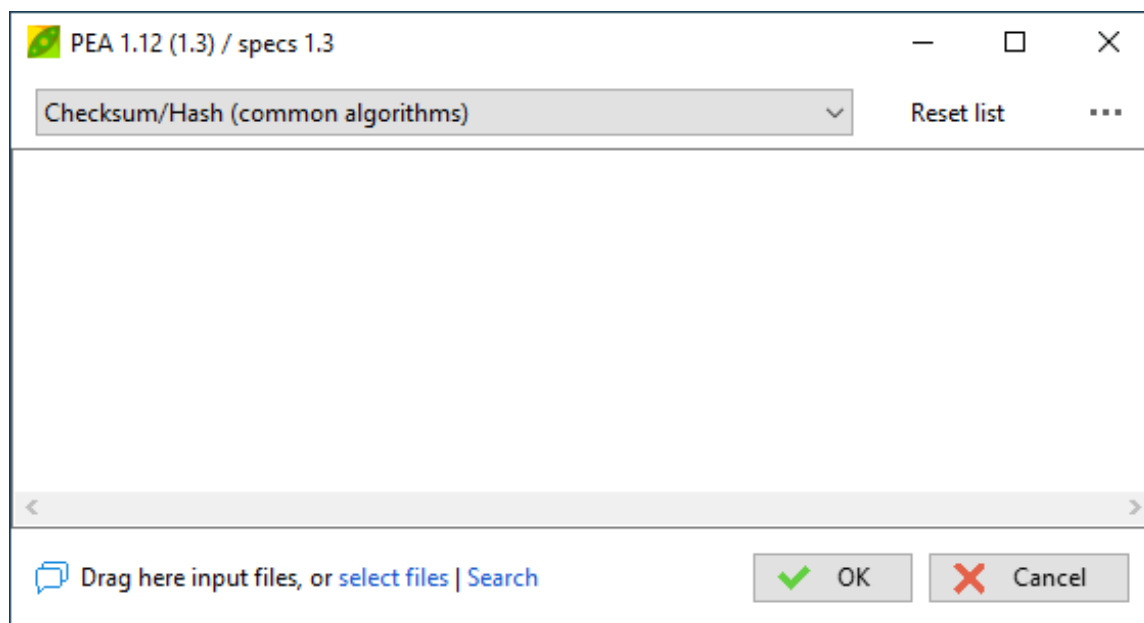 PEA 1.12 (1.3) / specs 1.3
Checksum/Hash (common algorithms) Reset list
Drag here input files, or select files | Search OK Cancel